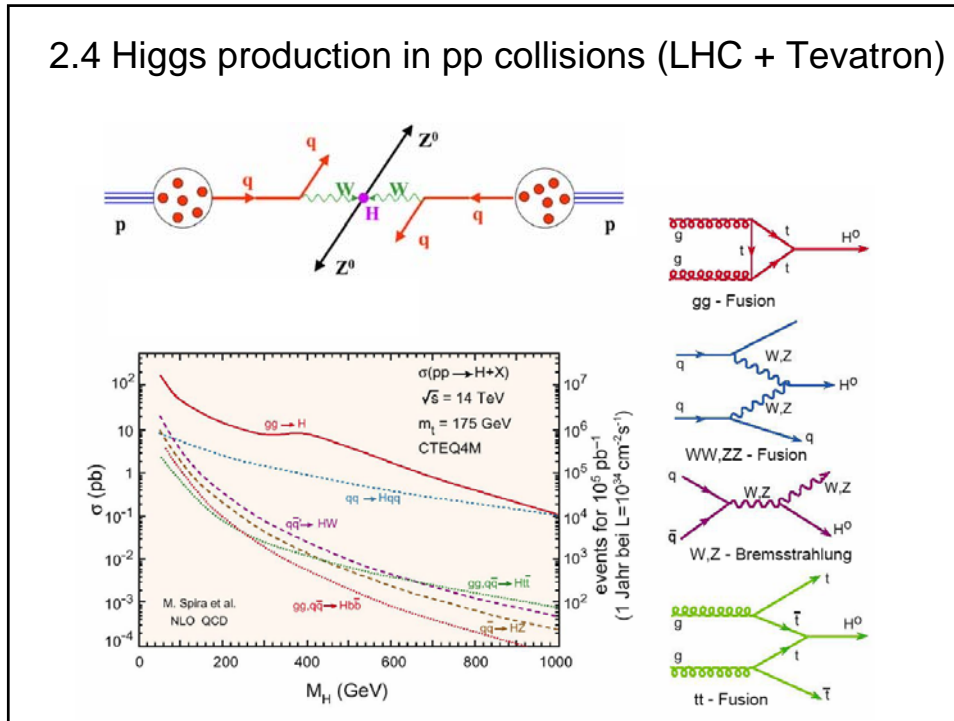 2.4 Higgs production in pp collisions (LHC + Tevatron)
q
Z⁰
q
W
W
H
q
q
p
p
Z⁰
g
t
t
H⁰
g
t
gg - Fusion
q
W,Z
H⁰
q
W,Z
q
WW,ZZ - Fusion
q
W,Z
W,Z
q̄
H⁰
W,Z - Bremsstrahlung
t
g
t̄
H⁰
g
t
t̄
tt - Fusion
σ(pp→H+X)
√s = 14 TeV
mₜ = 175 GeV
CTEQ4M
gg→H
qq→Hqq
qq̄→HW
gg,qq̄→Htt̄
gg,qq̄→Hbb̄
qq̄→HZ
M. Spira et al.
NLO QCD
σ (pb)
10²
10
1
10⁻¹
10⁻²
10⁻³
10⁻⁴
0 200 400 600 800 1000
M_H (GeV)
10⁷
10⁶
10⁵
10⁴
10³
10²
events for 10⁵ pb⁻¹
(1 Jahr bei L=10³⁴ cm⁻²s⁻¹)